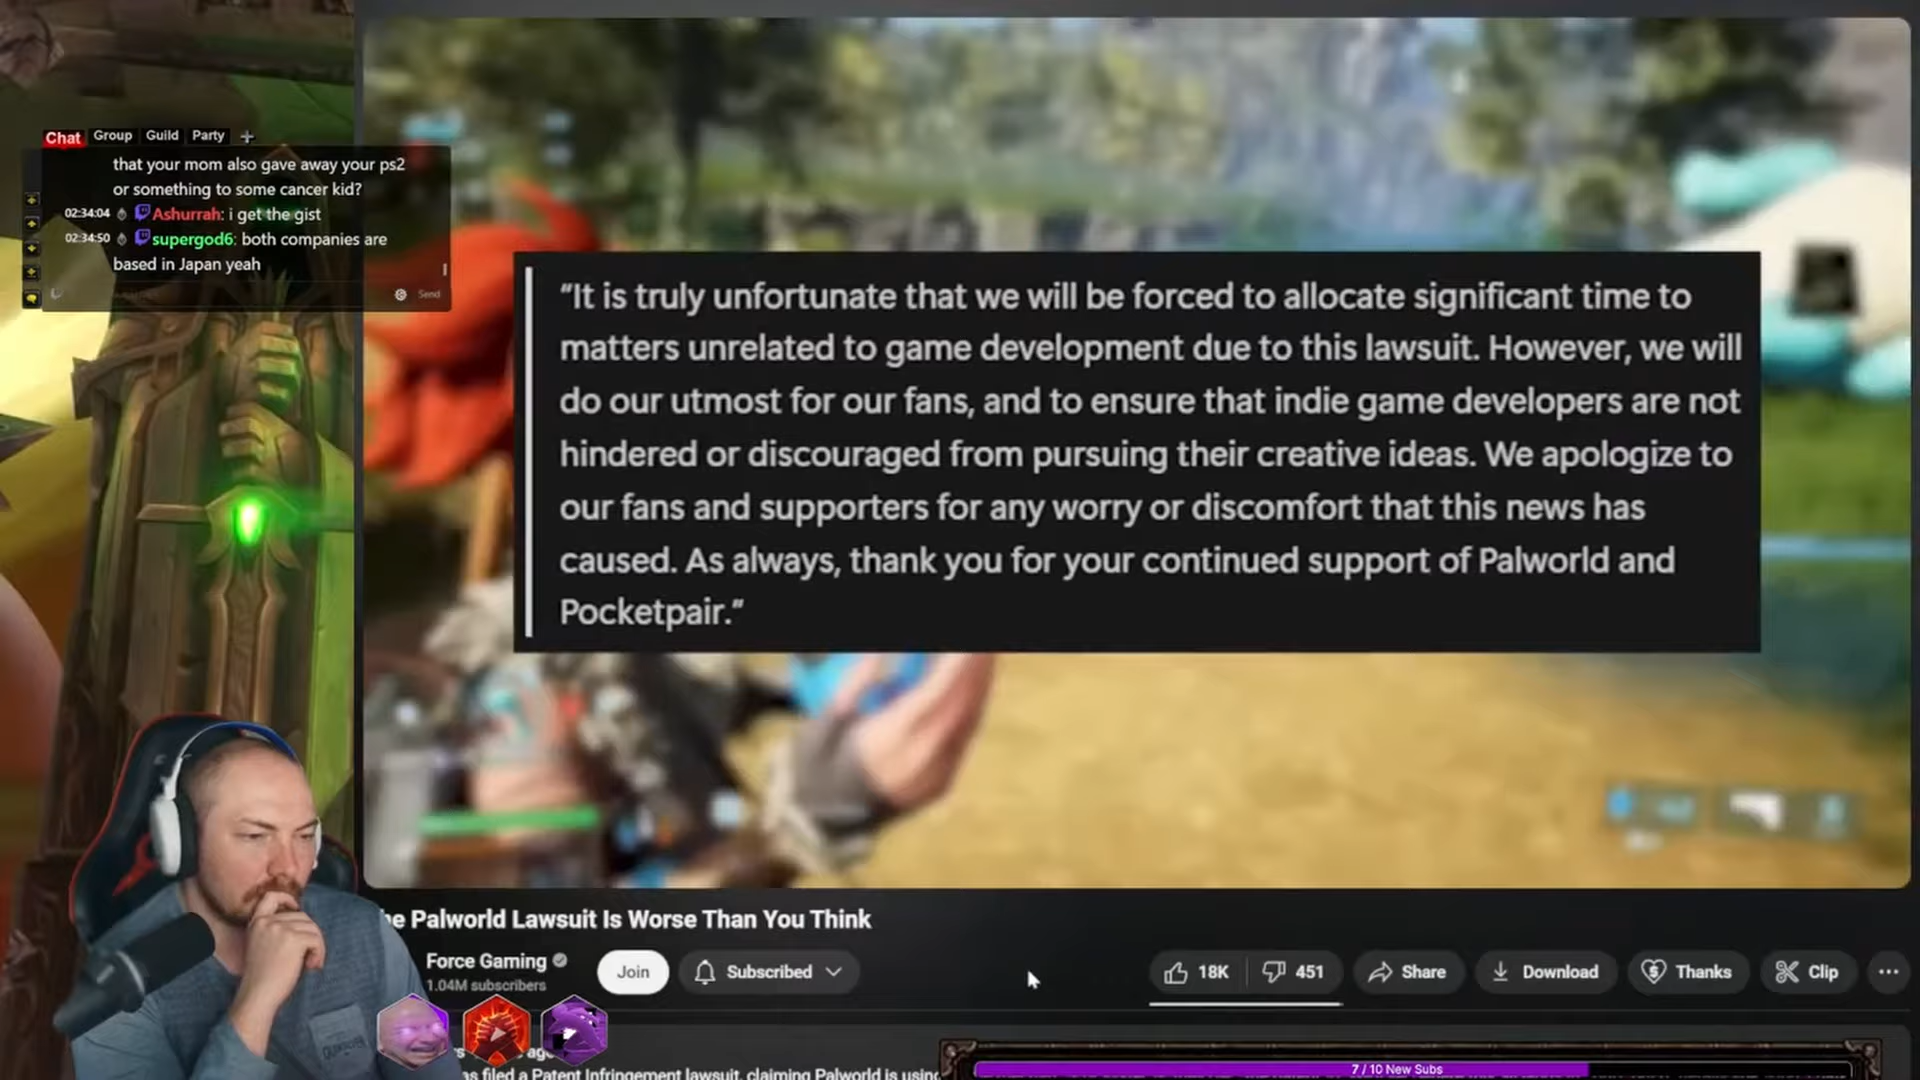 Chat Group Guild Party +
that your mom also gave away your ps2
or something to some cancer kid?
02:34:04 Ashurrah: i get the gist
02:34:50 supergod6: both companies are
based in Japan yeah
Send
“It is truly unfortunate that we will be forced to allocate significant time to
matters unrelated to game development due to this lawsuit. However, we will
do our utmost for our fans, and to ensure that indie game developers are not
hindered or discouraged from pursuing their creative ideas. We apologize to
our fans and supporters for any worry or discomfort that this news has
caused. As always, thank you for your continued support of Palworld and
Pocketpair.”
he Palworld Lawsuit Is Worse Than You Think
Force Gaming
1.04M subscribers
Join
Subscribed
18K
451
Share
Download
Thanks
Clip
filed a Patent Infringement lawsuit, claiming Palworld is using
7 / 10 New Subs